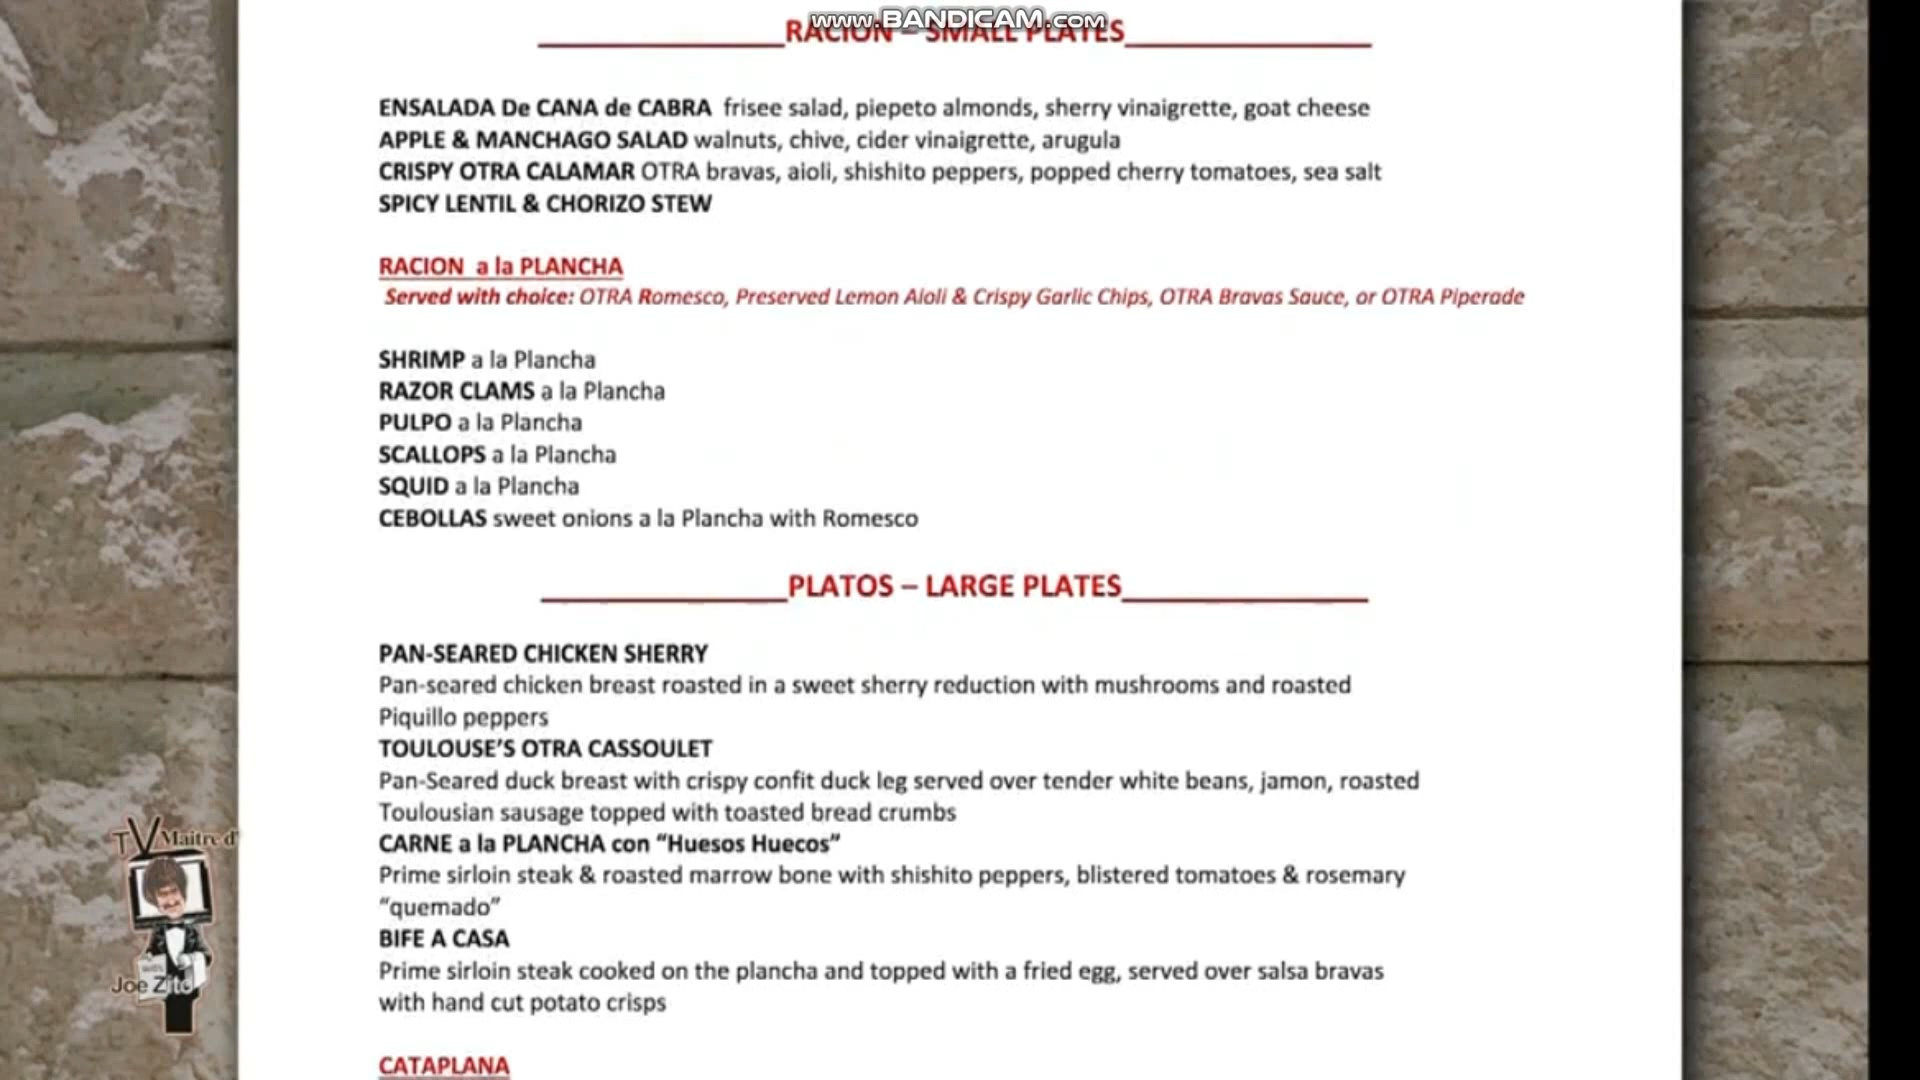 www.BANDICAM.com
RACION – SMALL PLATES
ENSALADA De CANA de CABRA frisee salad, piepeto almonds, sherry vinaigrette, goat cheese
APPLE & MANCHAGO SALAD walnuts, chive, cider vinaigrette, arugula
CRISPY OTRA CALAMAR OTRA bravas, aioli, shishito peppers, popped cherry tomatoes, sea salt
SPICY LENTIL & CHORIZO STEW
RACION a la PLANCHA
Served with choice: OTRA Romesco, Preserved Lemon Aioli & Crispy Garlic Chips, OTRA Bravas Sauce, or OTRA Piperade
SHRIMP a la Plancha
RAZOR CLAMS a la Plancha
PULPO a la Plancha
SCALLOPS a la Plancha
SQUID a la Plancha
CEBOLLAS sweet onions a la Plancha with Romesco
PLATOS – LARGE PLATES
PAN-SEARED CHICKEN SHERRY
Pan-seared chicken breast roasted in a sweet sherry reduction with mushrooms and roasted
Piquillo peppers
TOULOUSE’S OTRA CASSOULET
Pan-Seared duck breast with crispy confit duck leg served over tender white beans, jamon, roasted
Toulousian sausage topped with toasted bread crumbs
CARNE a la PLANCHA con “Huesos Huecos”
Prime sirloin steak & roasted marrow bone with shishito peppers, blistered tomatoes & rosemary
“quemado”
BIFE A CASA
Prime sirloin steak cooked on the plancha and topped with a fried egg, served over salsa bravas
with hand cut potato crisps
CATAPLANA
TV Maitre d'
with
Joe Zito